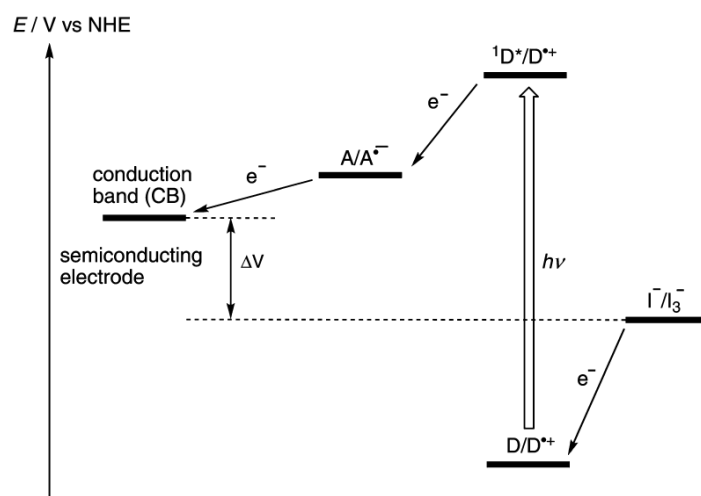 E / V vs NHE
¹D*/D•+
e⁻
A/A•−
e⁻
conduction
band (CB)
semiconducting
electrode
ΔV
hν
I⁻/I₃⁻
e⁻
D/D•+